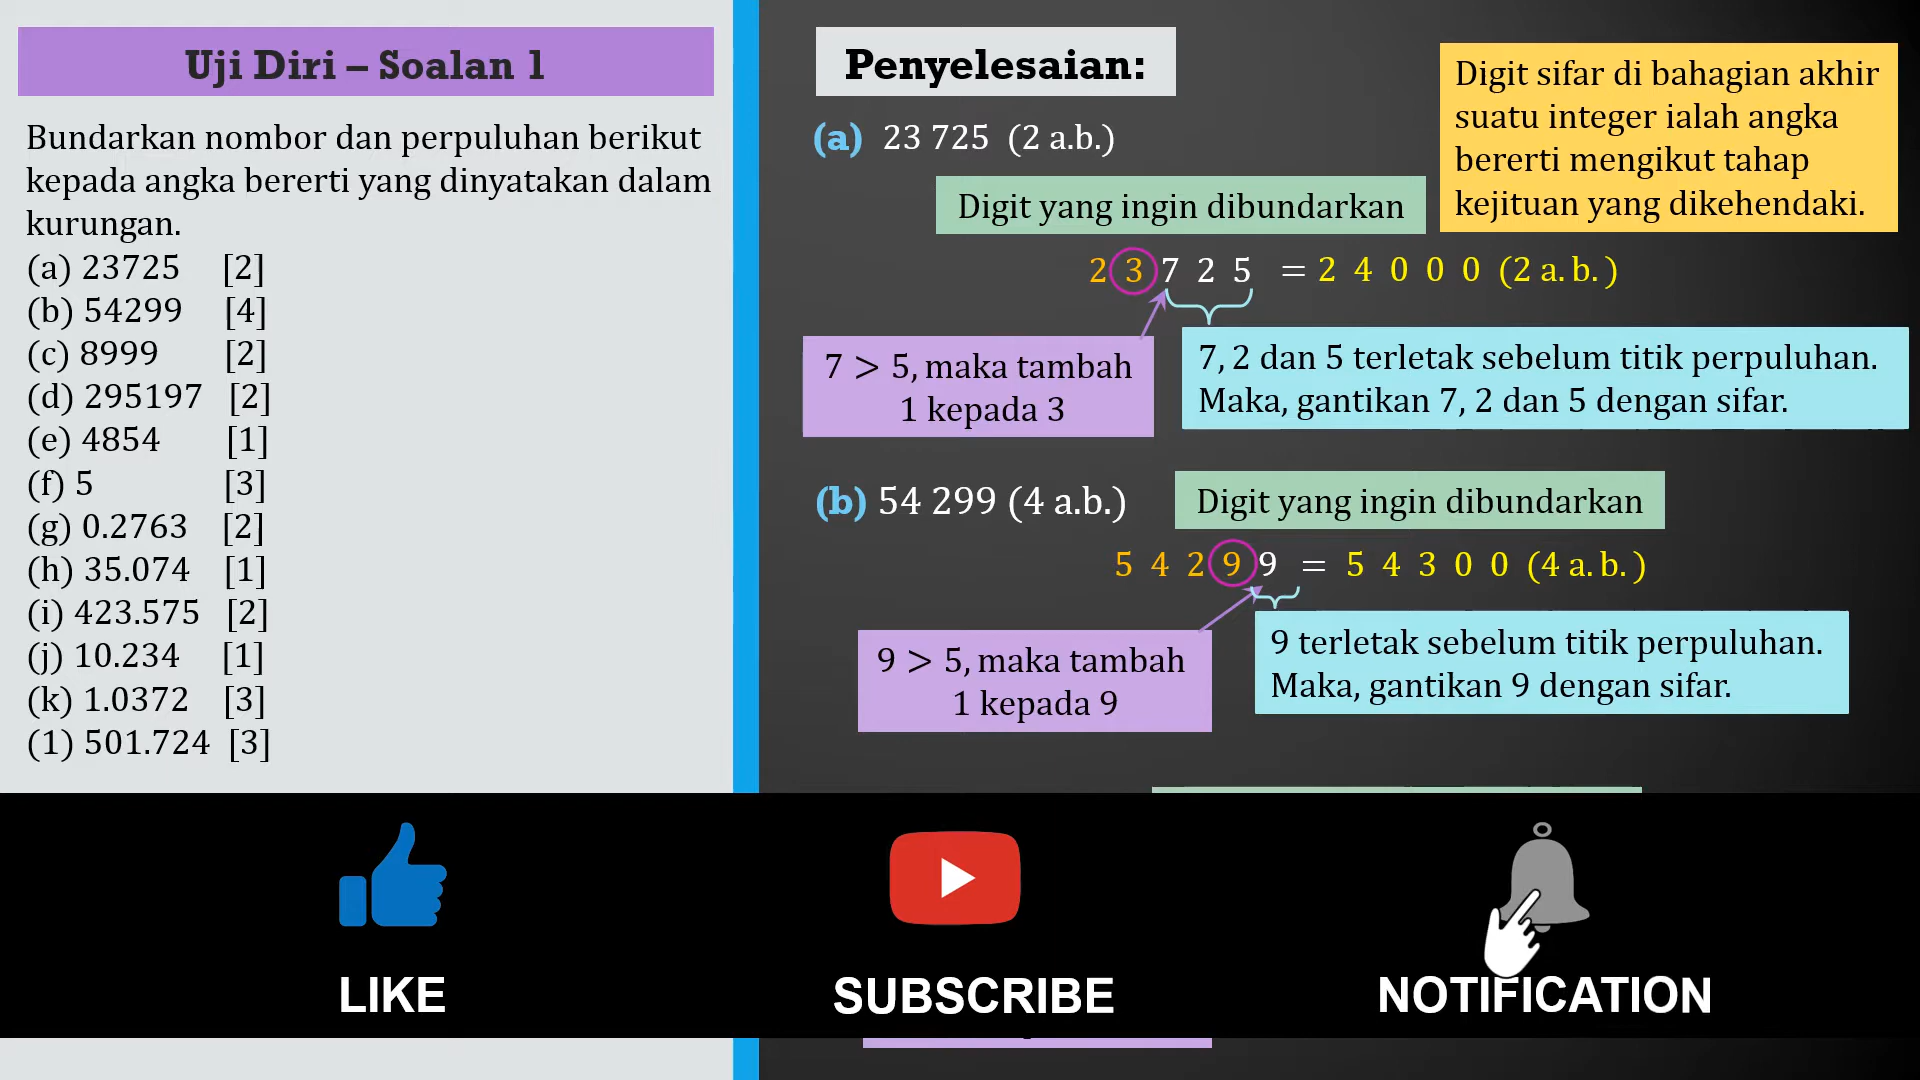 Uji Diri – Soalan 1
Bundarkan nombor dan perpuluhan berikut
kepada angka bererti yang dinyatakan dalam
kurungan.
(a) 23725 [2]
(b) 54299 [4]
(c) 8999 [2]
(d) 295197 [2]
(e) 4854 [1]
(f) 5 [3]
(g) 0.2763 [2]
(h) 35.074 [1]
(i) 423.575 [2]
(j) 10.234 [1]
(k) 1.0372 [3]
(1) 501.724 [3]
Penyelesaian:
Digit sifar di bahagian akhir
suatu integer ialah angka
bererti mengikut tahap
kejituan yang dikehendaki.
(a) 23 725 (2 a.b.)
Digit yang ingin dibundarkan
2 3 7 2 5 = 2 4 0 0 0 (2 a.b.)
7 > 5, maka tambah
1 kepada 3
7, 2 dan 5 terletak sebelum titik perpuluhan.
Maka, gantikan 7, 2 dan 5 dengan sifar.
(b) 54 299 (4 a.b.)
Digit yang ingin dibundarkan
5 4 2 9 9 = 5 4 3 0 0 (4 a.b.)
9 > 5, maka tambah
1 kepada 9
9 terletak sebelum titik perpuluhan.
Maka, gantikan 9 dengan sifar.
LIKE
SUBSCRIBE
NOTIFICATION